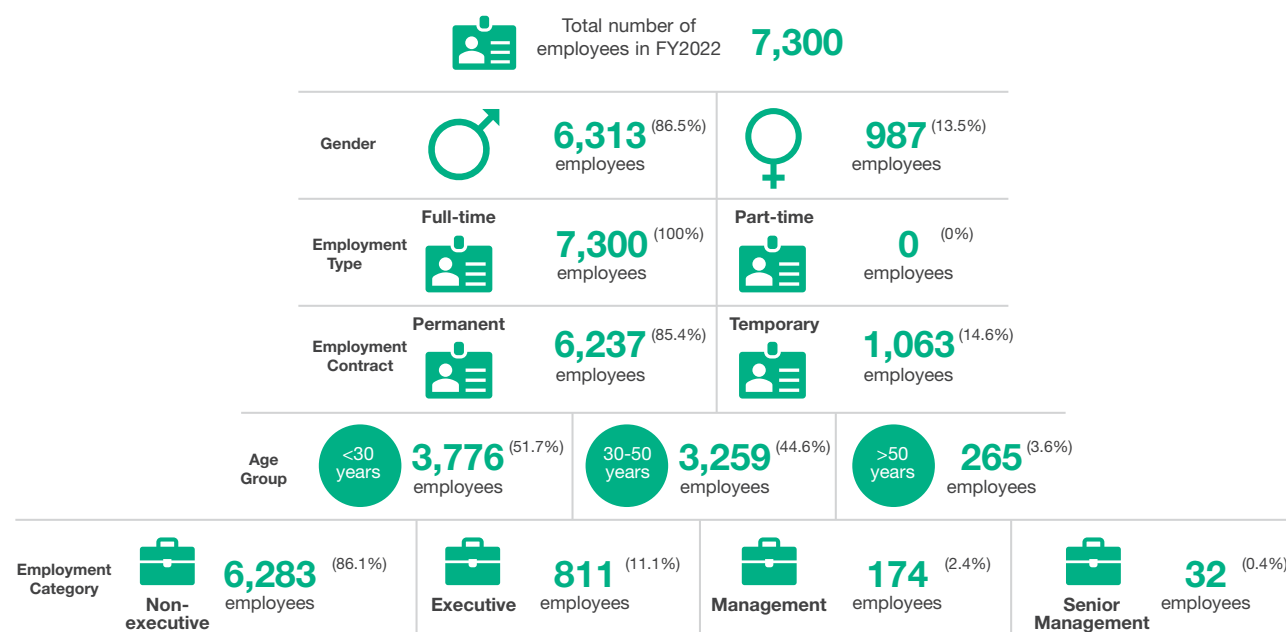 Total number of
employees in FY2022
7,300
Gender
6,313 (86.5%)
employees
987 (13.5%)
employees
Employment
Type
Full-time
7,300 (100%)
employees
Part-time
0 (0%)
employees
Employment
Contract
Permanent
6,237 (85.4%)
employees
Temporary
1,063 (14.6%)
employees
Age
Group
<30
years
3,776 (51.7%)
employees
30-50
years
3,259 (44.6%)
employees
>50
years
265 (3.6%)
employees
Employment
Category
Non-
executive
6,283 (86.1%)
employees
Executive
811 (11.1%)
employees
Management
174 (2.4%)
employees
Senior
Management
32 (0.4%)
employees